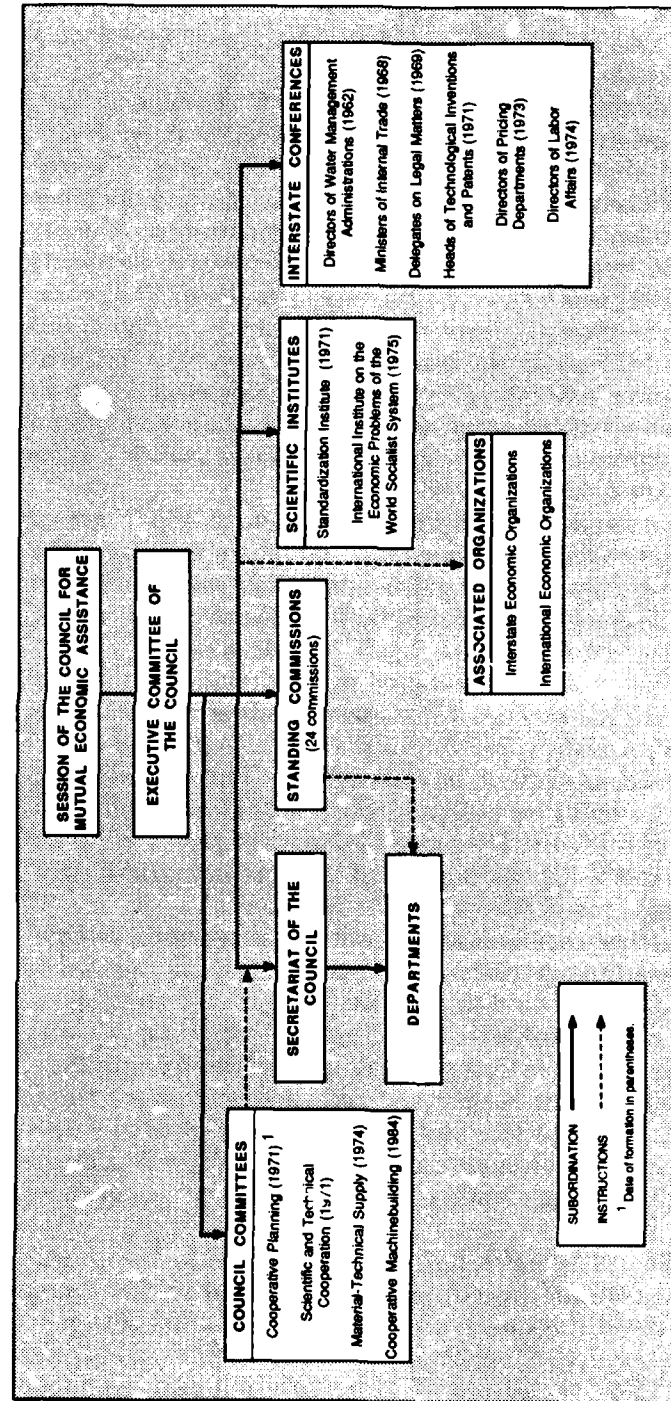 SESSION OF THE COUNCIL FOR
MUTUAL ECONOMIC ASSISTANCE
EXECUTIVE COMMITTEE OF
THE COUNCIL
COUNCIL COMMITTEES
Cooperative Planning (1971) 1
Scientific and Technical
Cooperation (1971)
Material-Technical Supply (1974)
Cooperative Machinebuilding (1984)
SECRETARIAT OF THE
COUNCIL
DEPARTMENTS
STANDING COMMISSIONS
(24 commissions)
SCIENTIFIC INSTITUTES
Standardization Institute (1971)
International Institute on the
Economic Problems of the
World Socialist System (1975)
INTERSTATE CONFERENCES
Directors of Water Management
Administrations (1962)
Ministers of Internal Trade (1968)
Delegates on Legal Matters (1969)
Heads of Technological Inventions
and Patents (1971)
Directors of Pricing
Departments (1973)
Directors of Labor
Affairs (1974)
ASSOCIATED ORGANIZATIONS
Interstate Economic Organizations
International Economic Organizations
SUBORDINATION
INSTRUCTIONS
1 Date of formation in parentheses.